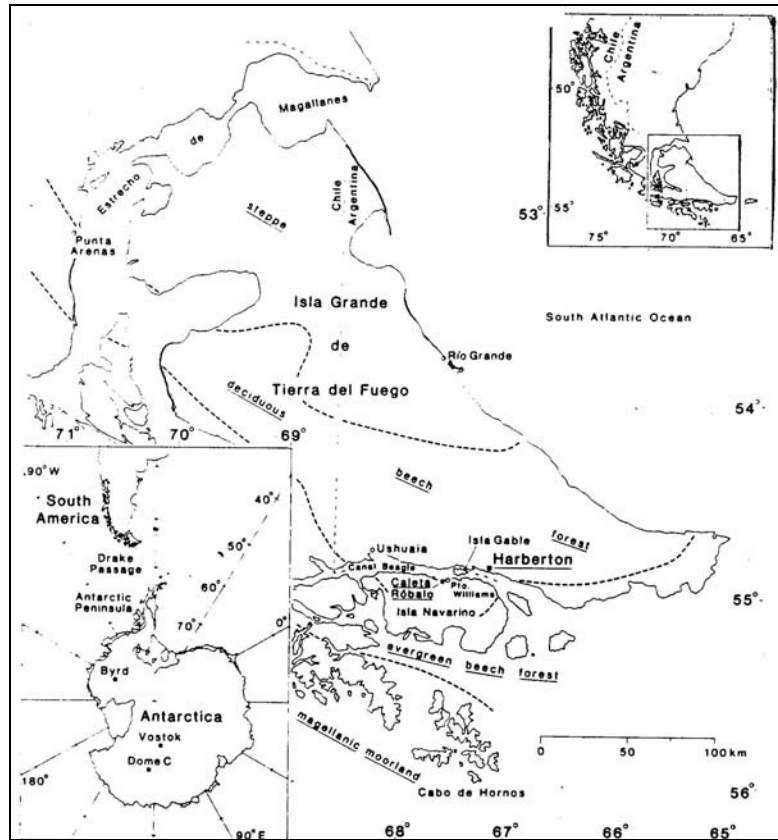 Magallanes
de
Estrecho
Punta
Arenas
steppe
Chile
Argentina
Isla Grande
de
Tierra del Fuego
Río Grande
deciduous
beech
forest
South Atlantic Ocean
Chile
Argentina
50°
55°
75°
70°
65°
53°
54°
55°
56°
71°
70°
69°
68°
67°
66°
65°
Ushuaia
Canal Beagle
Isla Gable
Harberton
Caleta
Róbalo
Pto.
Williams
Isla Navarino
evergreen beech forest
magellanic moorland
Cabo de Hornos
0 50 100 km
90°W
40°
South
America
50°
Drake
Passage
60°
Antarctic
Peninsula
70°
0°
Byrd
Antarctica
Vostok
Dome C
180°
90°E